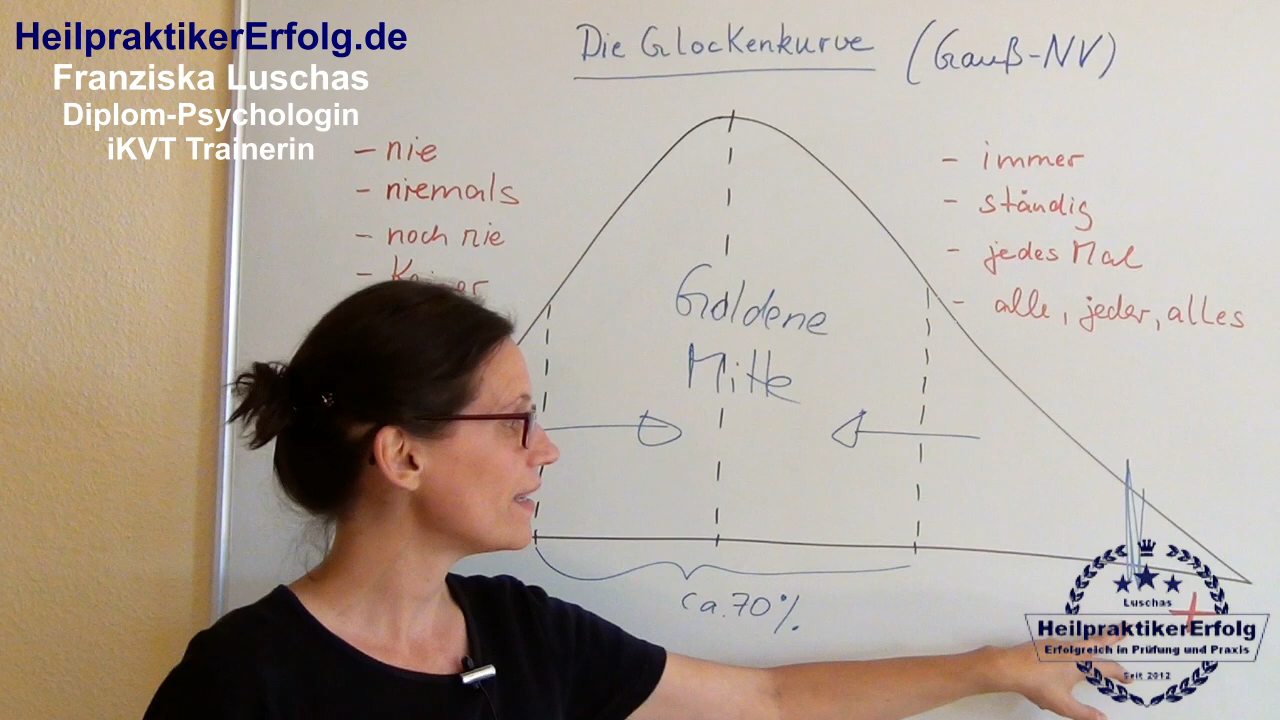 HeilpraktikerErfolg.de
Franziska Luschas
Diplom-Psychologin
iKVT Trainerin
Die Glockenkurve (Gauß-NV)
- nie
- niemals
- noch nie
- immer
- ständig
- jedes Mal
- alle, jeder, alles
Goldene
Mitte
ca. 70%
+
Luschas
HeilpraktikerErfolg
Erfolgreich in Prüfung und Praxis
Seit 2012